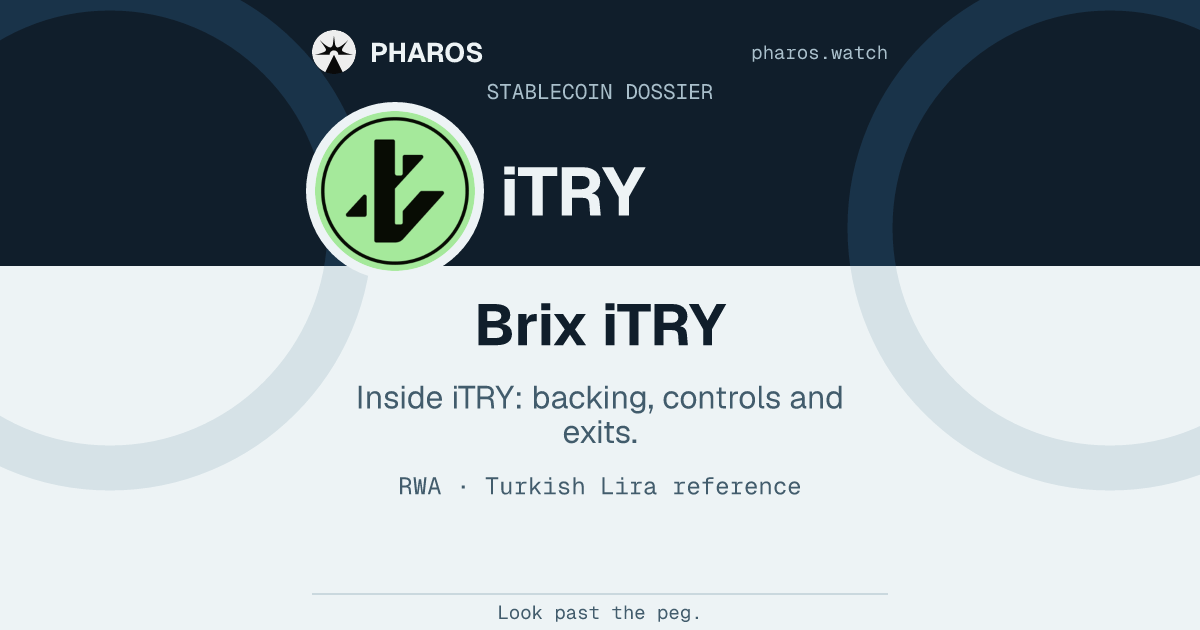 PHAROS
pharos.watch
STABLECOIN DOSSIER
iTRY
Brix iTRY
Inside iTRY: backing, controls and
exits.
RWA · Turkish Lira reference
Look past the peg.